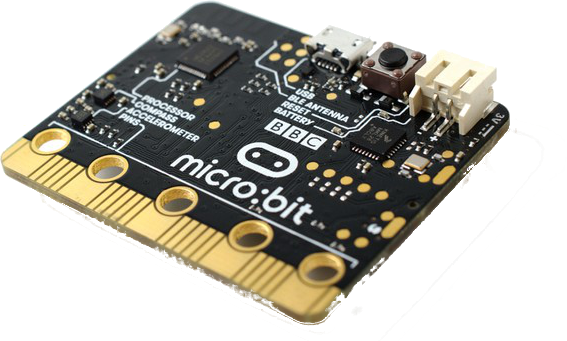 USB
BLE ANTENNA
RESET
BATTERY
PROCESSOR
COMPASS
ACCELEROMETER
PINS
BBC
micro:bit
3V